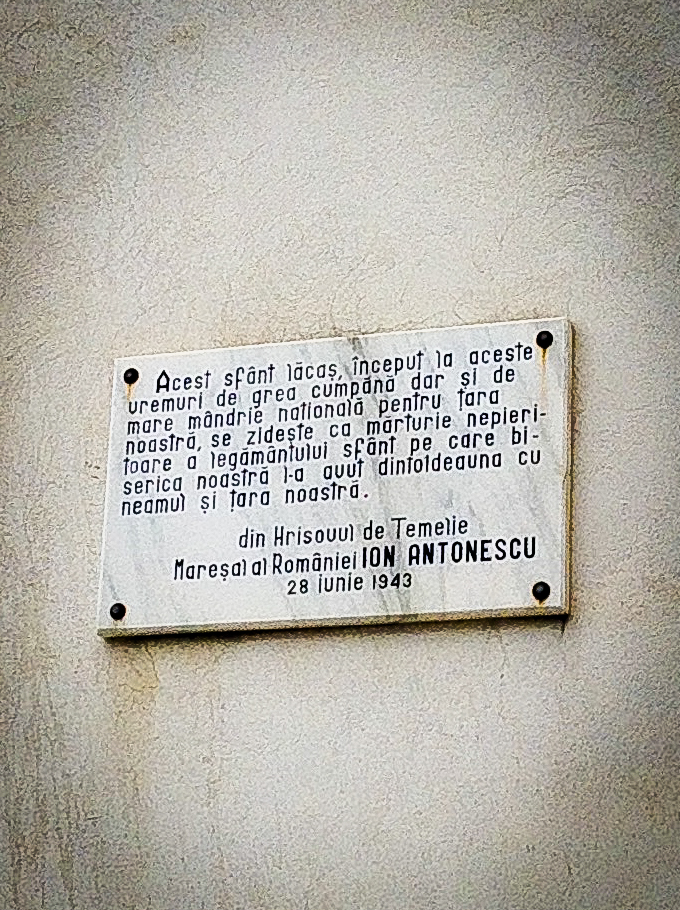 Acest sfânt lăcaș, început la aceste
vremuri de grea cumpănă dar și de
mare mândrie națională pentru țara
noastră, se zidește ca mărturie nepieri-
toare a legământului sfânt pe care bi-
serica noastră l-a avut dintotdeauna cu
neamul și țara noastră.
din Hrisovul de Temelie
Mareșal al României ION ANTONESCU
28 iunie 1943